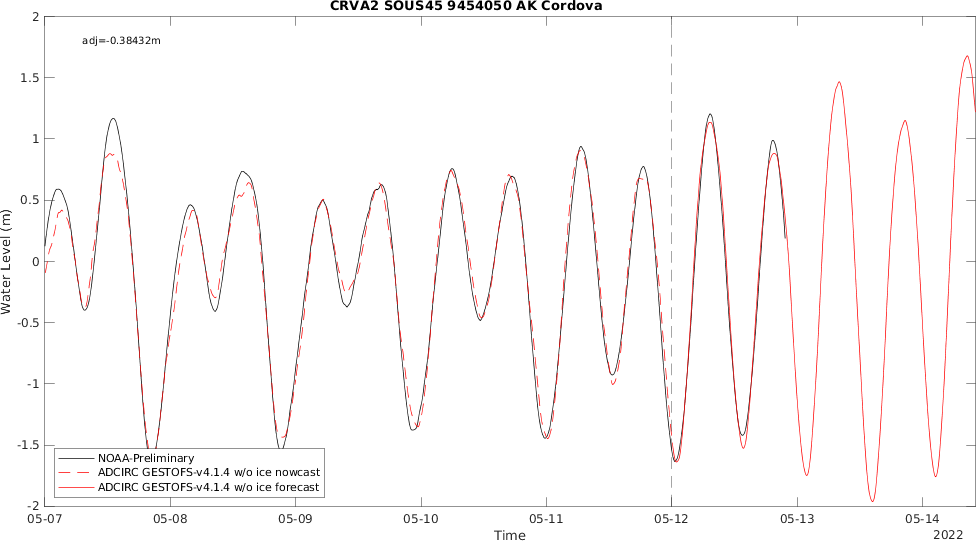 CRVA2 SOUS45 9454050 AK Cordova
adj=-0.38432m
2
1.5
1
0.5
0
-0.5
-1
-1.5
-2
Water Level (m)
NOAA-Preliminary
ADCIRC GESTOFS-v4.1.4 w/o ice nowcast
ADCIRC GESTOFS-v4.1.4 w/o ice forecast
05-07 05-08 05-09 05-10 05-11 05-12 05-13 05-14
Time
2022